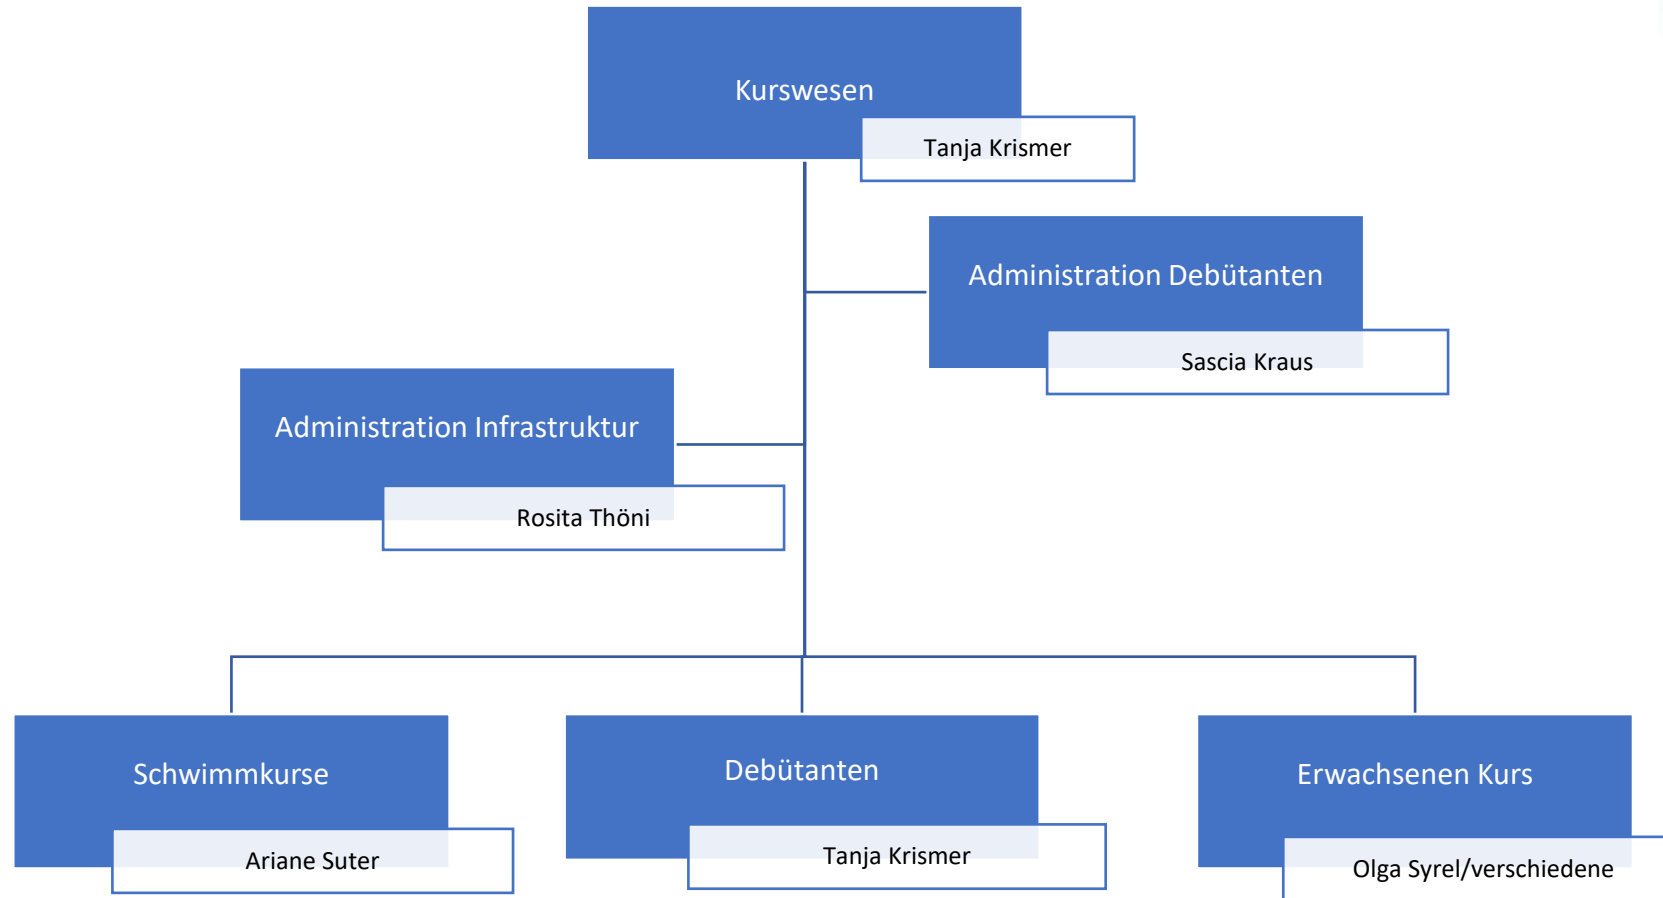 Kurswesen
Tanja Krismer
Administration Debütanten
Sascia Kraus
Administration Infrastruktur
Rosita Thöni
Schwimmkurse
Ariane Suter
Debütanten
Tanja Krismer
Erwachsenen Kurs
Olga Syrel/verschiedene